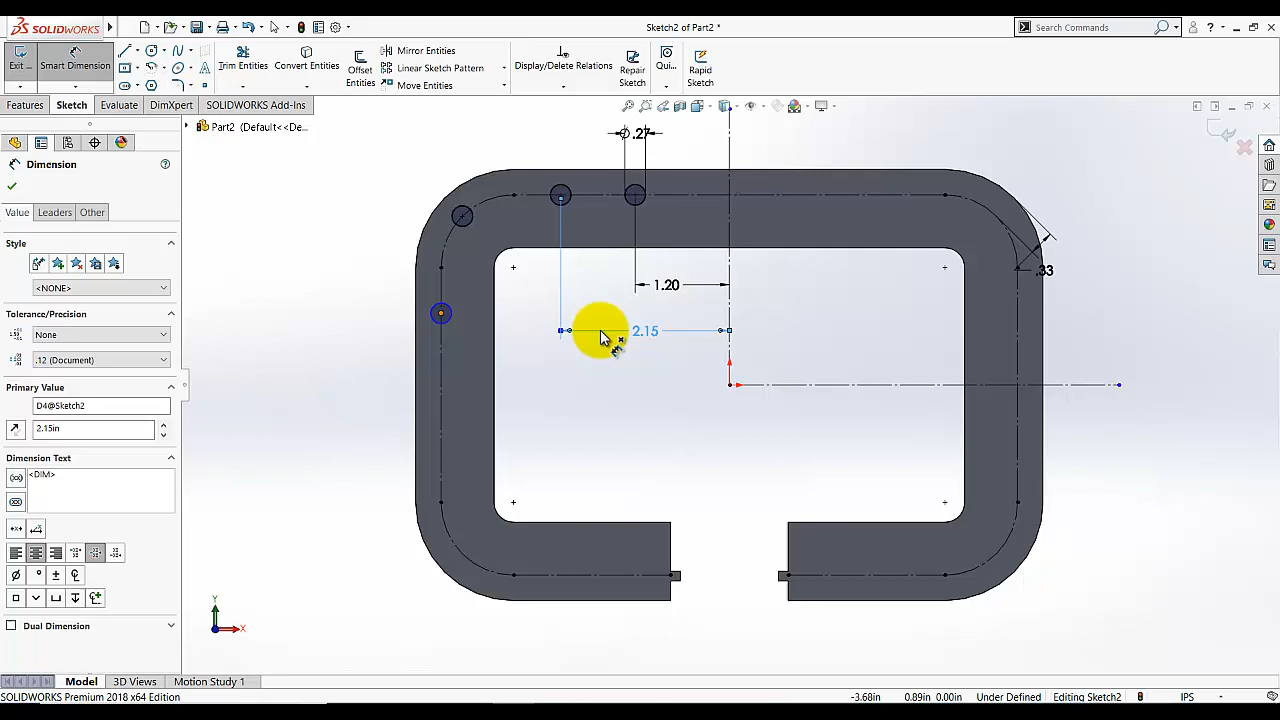 SOLIDWORKS
Sketch2 of Part2 *
Search Commands
?
Exit ...
Smart Dimension
Trim Entities
Convert Entities
Offset Entities
Mirror Entities
Linear Sketch Pattern
Move Entities
Display/Delete Relations
Repair Sketch
Qui...
Rapid Sketch
Features
Sketch
Evaluate
DimXpert
SOLIDWORKS Add-Ins
Part2 (Default<<De...
Dimension
Value
Leaders
Other
Style
<NONE>
Tolerance/Precision
None
.12 (Document)
Primary Value
D4@Sketch2
2.15in
Dimension Text
<DIM>
Dual Dimension
∅ .27
1.20
2.15
.33
Y
X
Model
3D Views
Motion Study 1
SOLIDWORKS Premium 2018 x64 Edition
-3.68in
0.89in 0.00in
Under Defined
Editing Sketch2
IPS